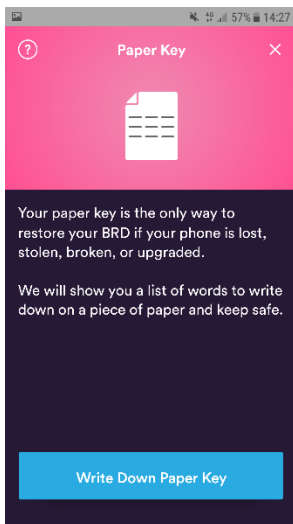 4G 57% 14:27
? Paper Key ×
Your paper key is the only way to
restore your BRD if your phone is lost,
stolen, broken, or upgraded.
We will show you a list of words to write
down on a piece of paper and keep safe.
Write Down Paper Key